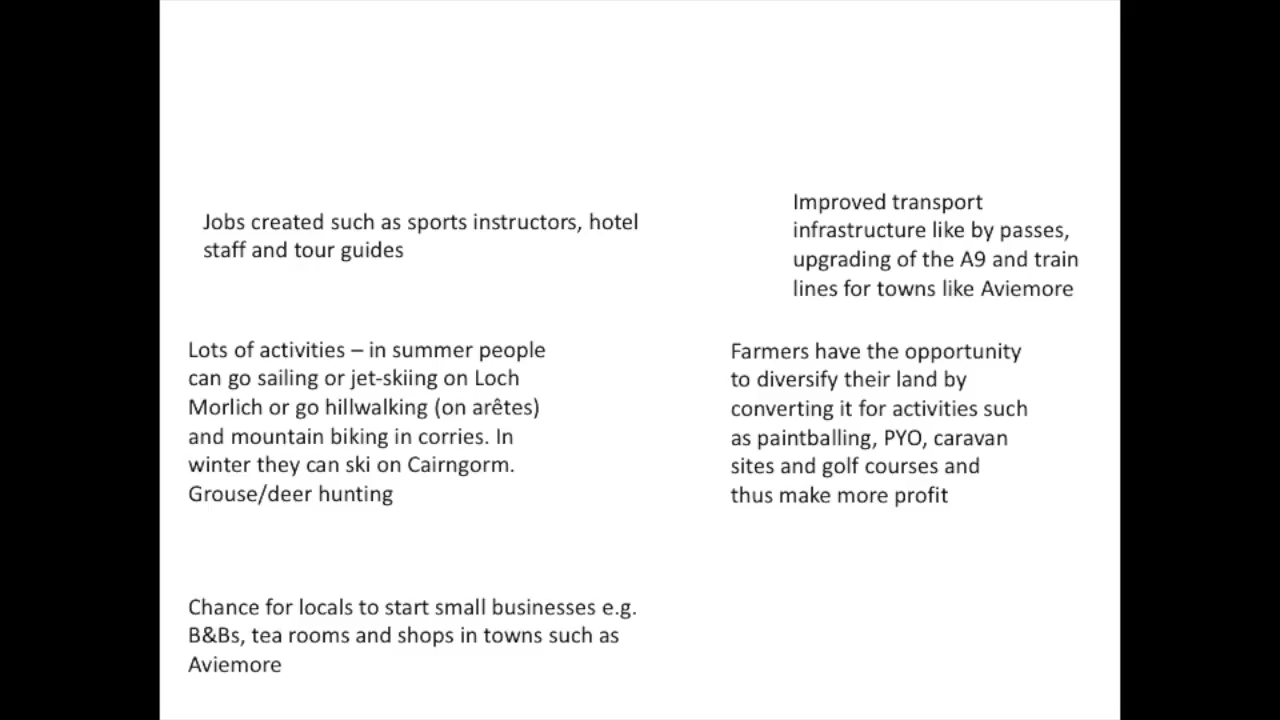 Jobs created such as sports instructors, hotel
staff and tour guides
Improved transport
infrastructure like by passes,
upgrading of the A9 and train
lines for towns like Aviemore
Lots of activities – in summer people
can go sailing or jet-skiing on Loch
Morlich or go hillwalking (on arêtes)
and mountain biking in corries. In
winter they can ski on Cairngorm.
Grouse/deer hunting
Farmers have the opportunity
to diversify their land by
converting it for activities such
as paintballing, PYO, caravan
sites and golf courses and
thus make more profit
Chance for locals to start small businesses e.g.
B&Bs, tea rooms and shops in towns such as
Aviemore